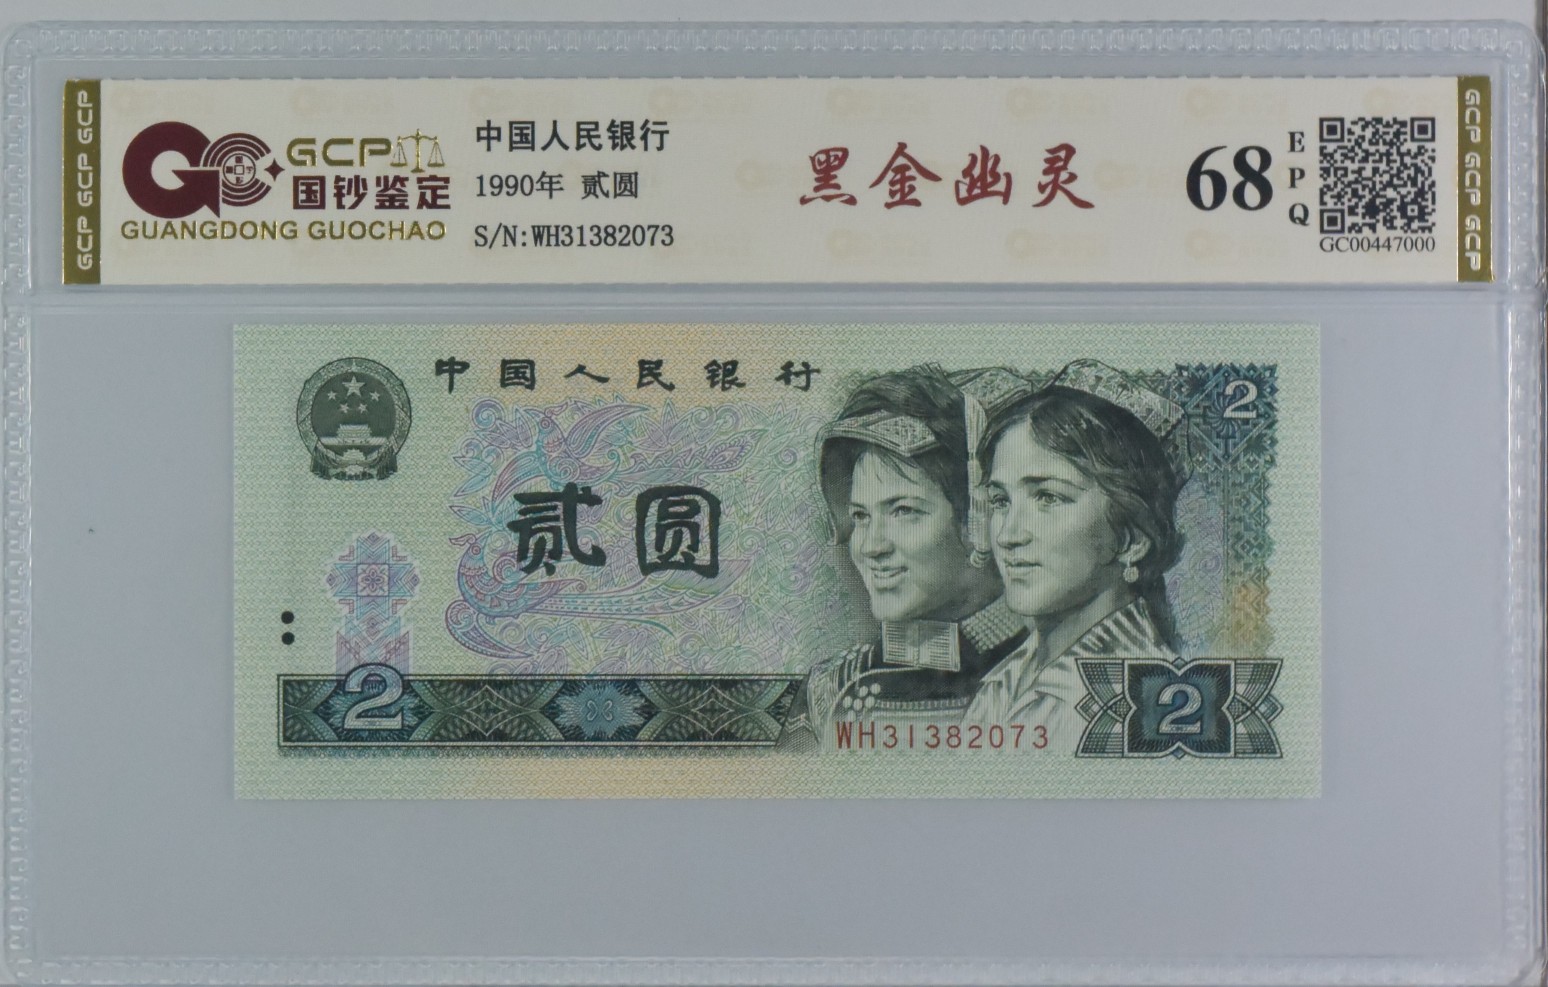 GCP GCP GCP
GCP
国钞鉴定
GUANGDONG GUOCHAO
中国人民银行
1990年 贰圆
S/N:WH31382073
黑金幽灵
68
EPQ
GC00447000
GCP GCP GCP
中国人民银行
2
贰圆
2
WH31382073
2